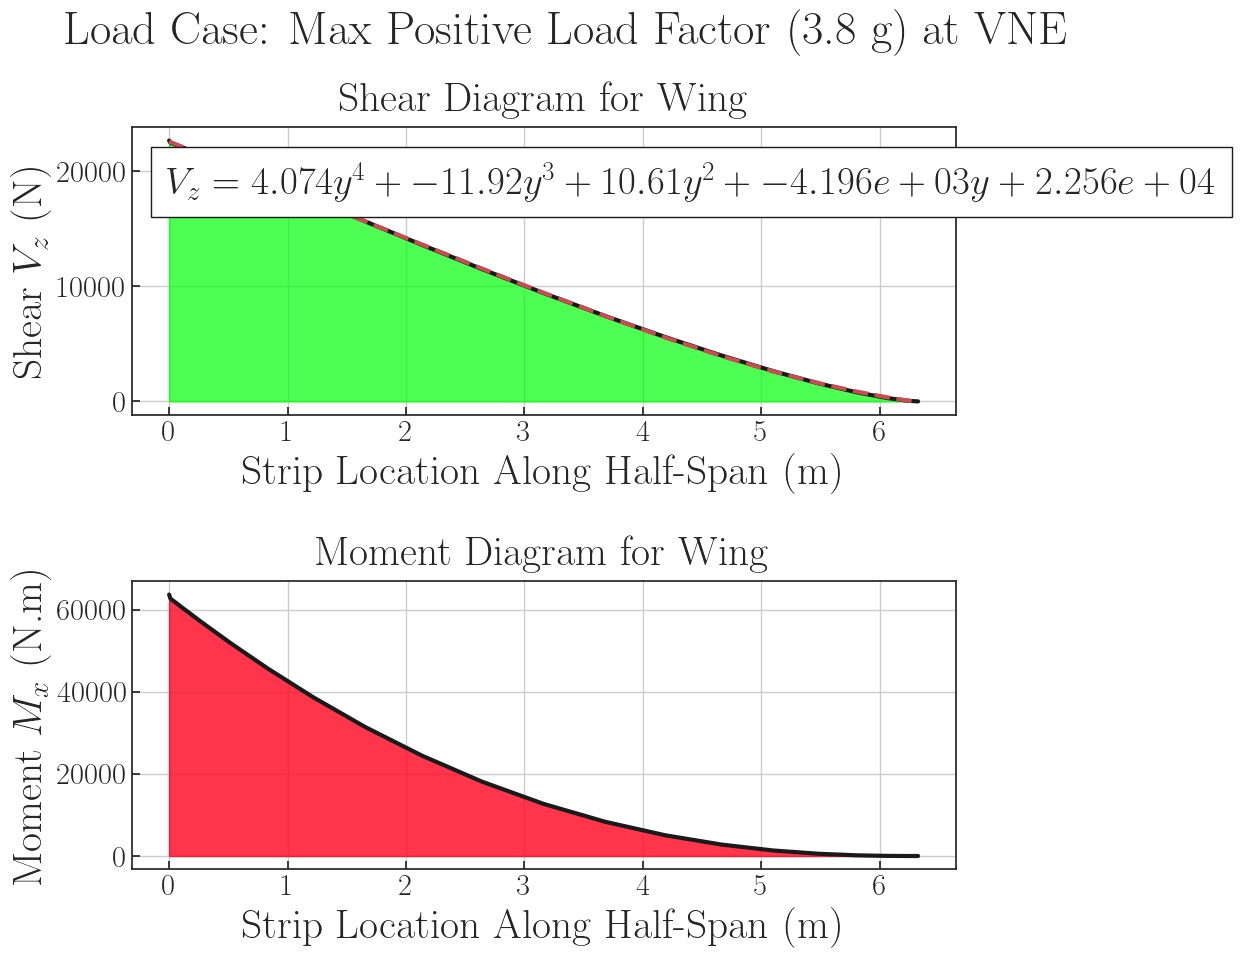 Load Case: Max Positive Load Factor (3.8 g) at VNE
Shear Diagram for Wing
V_z = 4.074y^4 + −11.92y^3 + 10.61y^2 + −4.196e + 03y + 2.256e + 04
Shear V_z (N)
20000
10000
0
0 1 2 3 4 5 6
Strip Location Along Half-Span (m)
Moment Diagram for Wing
Moment M_x (N.m)
60000
40000
20000
0
0 1 2 3 4 5 6
Strip Location Along Half-Span (m)